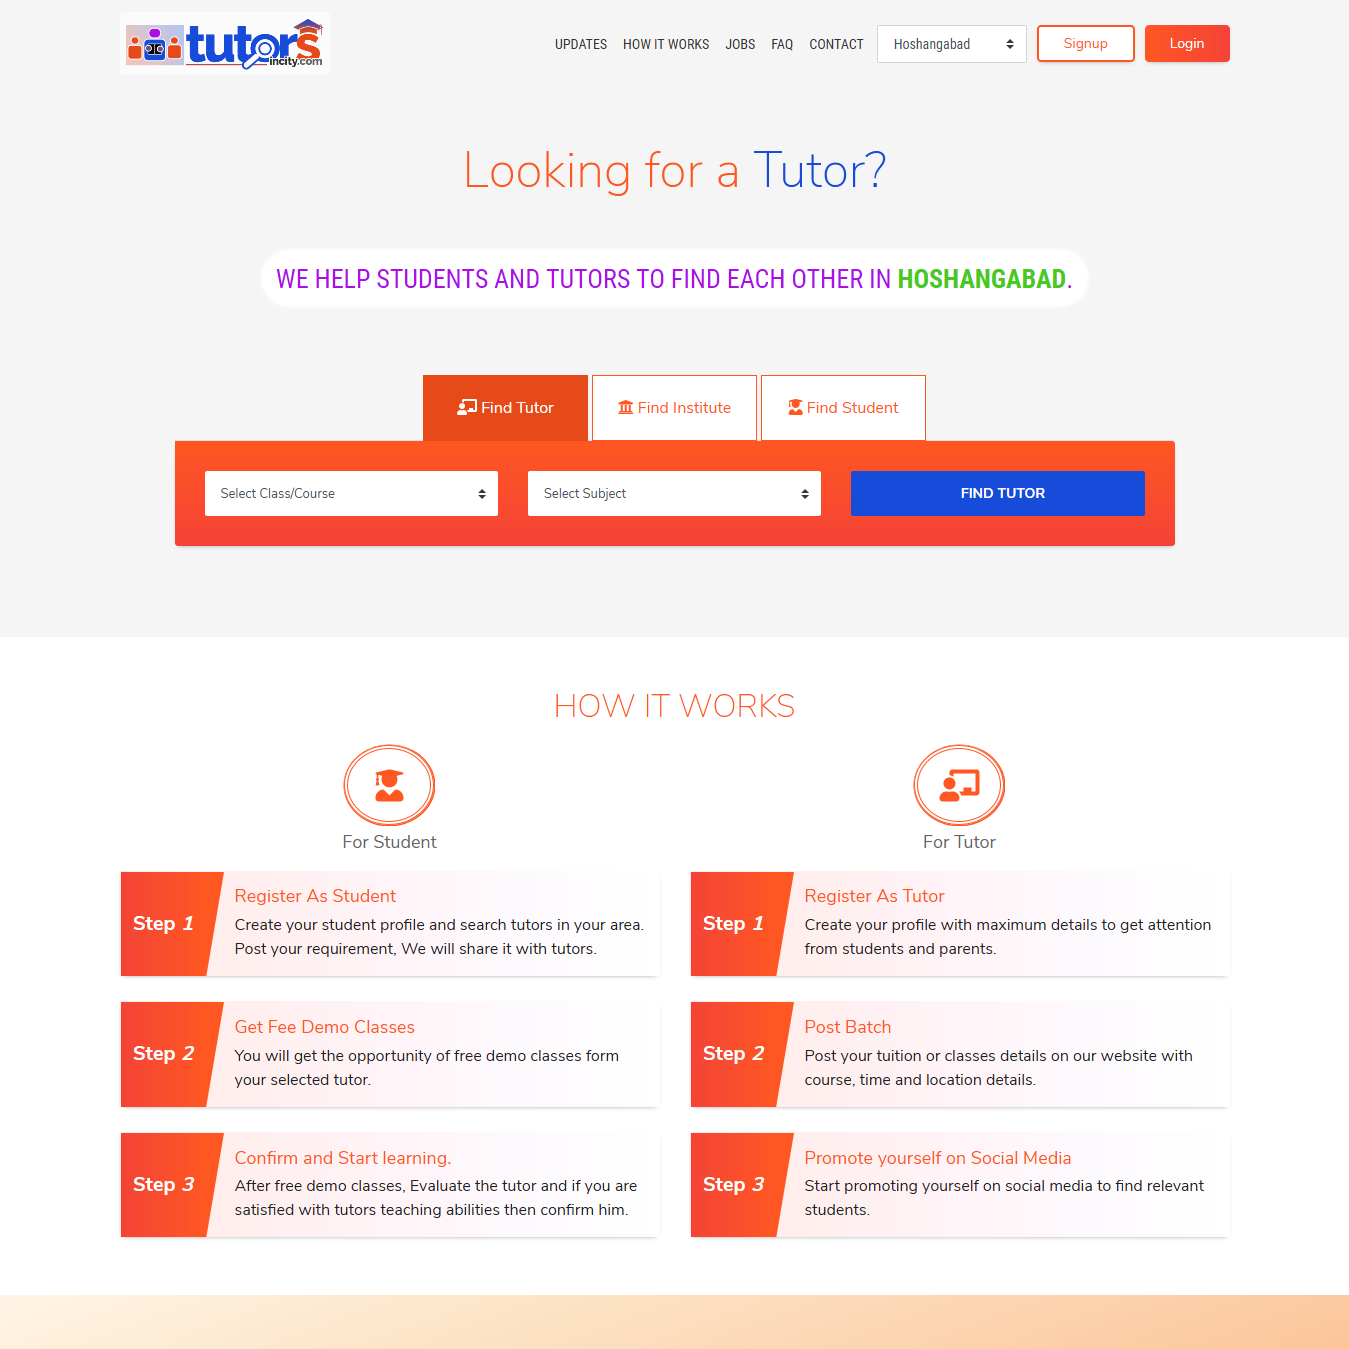 tutors
incity.com
UPDATES HOW IT WORKS JOBS FAQ CONTACT Hoshangabad Signup Login
Looking for a Tutor?
WE HELP STUDENTS AND TUTORS TO FIND EACH OTHER IN HOSHANGABAD.
Find Tutor Find Institute Find Student
Select Class/Course Select Subject FIND TUTOR
HOW IT WORKS
For Student
Step 1
Register As Student
Create your student profile and search tutors in your area.
Post your requirement, We will share it with tutors.
Step 2
Get Fee Demo Classes
You will get the opportunity of free demo classes form
your selected tutor.
Step 3
Confirm and Start learning.
After free demo classes, Evaluate the tutor and if you are
satisfied with tutors teaching abilities then confirm him.
For Tutor
Step 1
Register As Tutor
Create your profile with maximum details to get attention
from students and parents.
Step 2
Post Batch
Post your tuition or classes details on our website with
course, time and location details.
Step 3
Promote yourself on Social Media
Start promoting yourself on social media to find relevant
students.